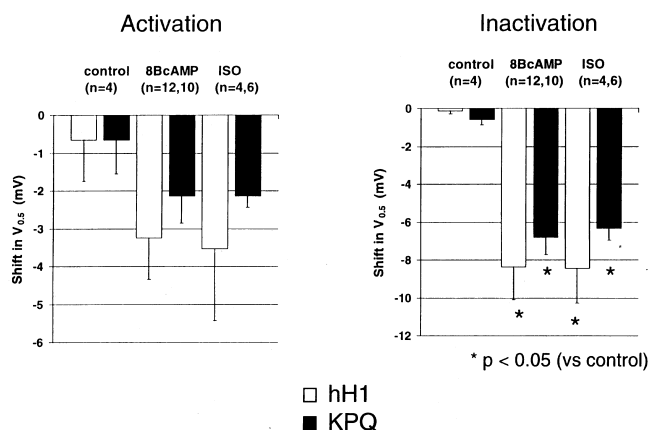 Activation
control 8BcAMP ISO
(n=4) (n=12,10) (n=4,6)
0
-1
-2
-3
-4
-5
-6
Shift in V0.5 (mV)
Inactivation
control 8BcAMP ISO
(n=4) (n=12,10) (n=4,6)
0
-2
-4
-6
-8
-10
-12
Shift in V0.5 (mV)
* *
* *
* p < 0.05 (vs control)
hH1
KPQ